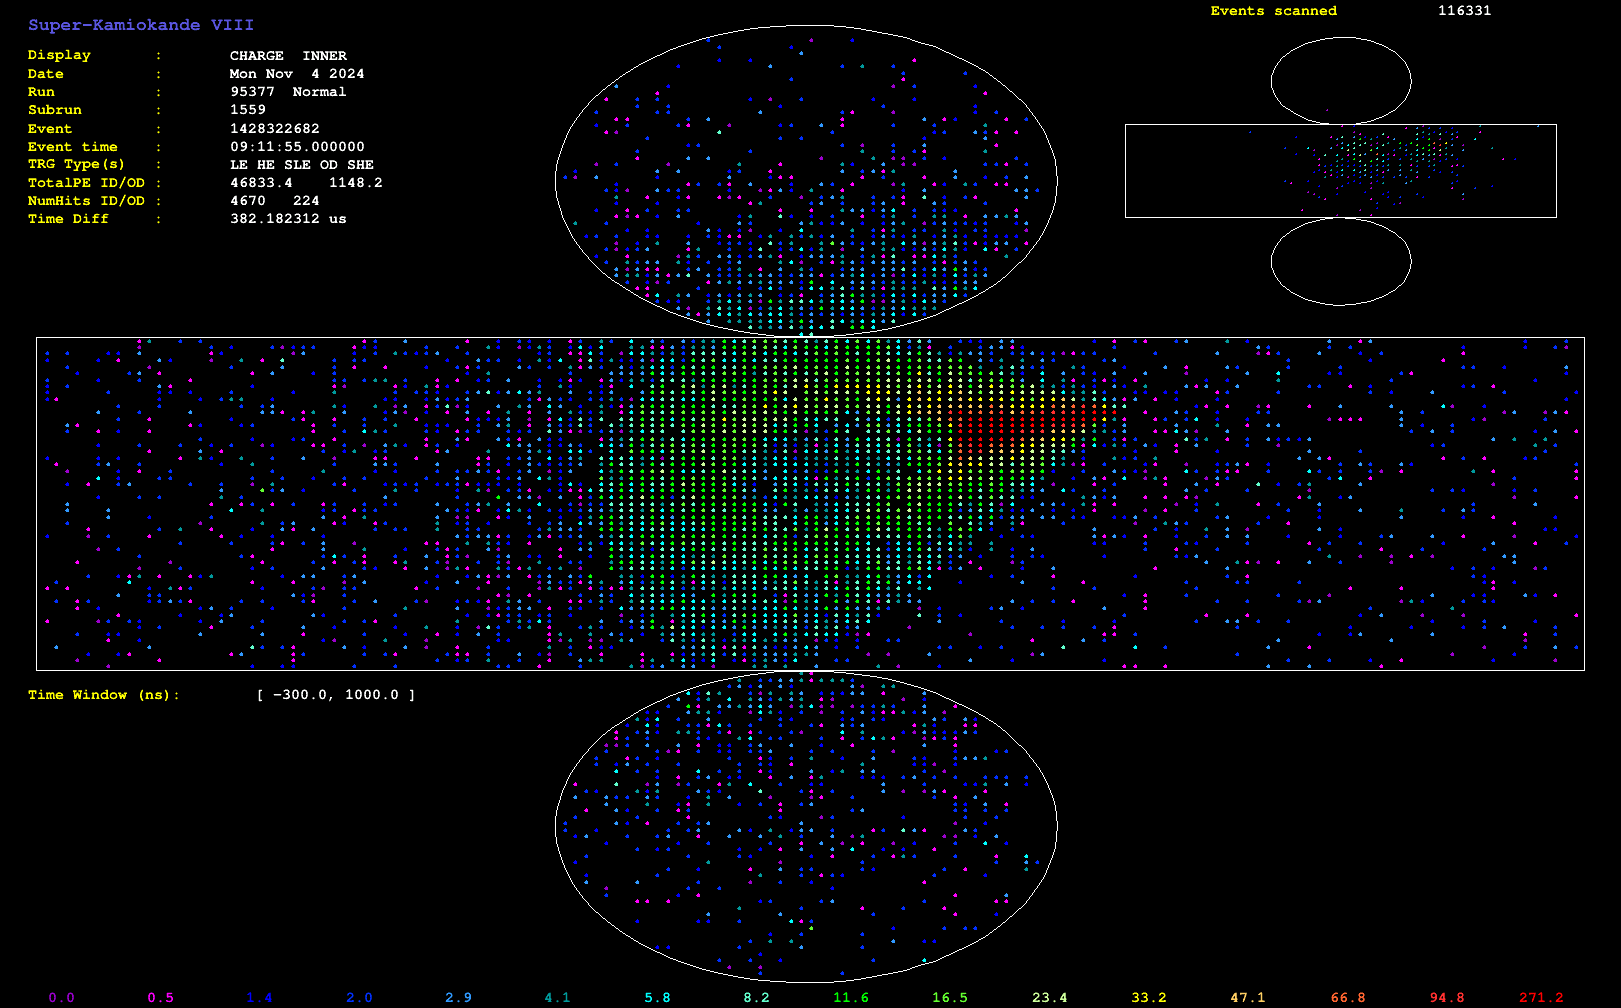 Super-Kamiokande VIII
Display : CHARGE INNER
Date : Mon Nov 4 2024
Run : 95377 Normal
Subrun : 1559
Event : 1428322682
Event time : 09:11:55.000000
TRG Type(s) : LE HE SLE OD SHE
TotalPE ID/OD : 46833.4 1148.2
NumHits ID/OD : 4670 224
Time Diff : 382.182312 us
Events scanned 116331
Time Window (ns): [ −300.0, 1000.0 ]
0.0 0.5 1.4 2.0 2.9 4.1 5.8 8.2 11.6 16.5 23.4 33.2 47.1 66.8 94.8 271.2